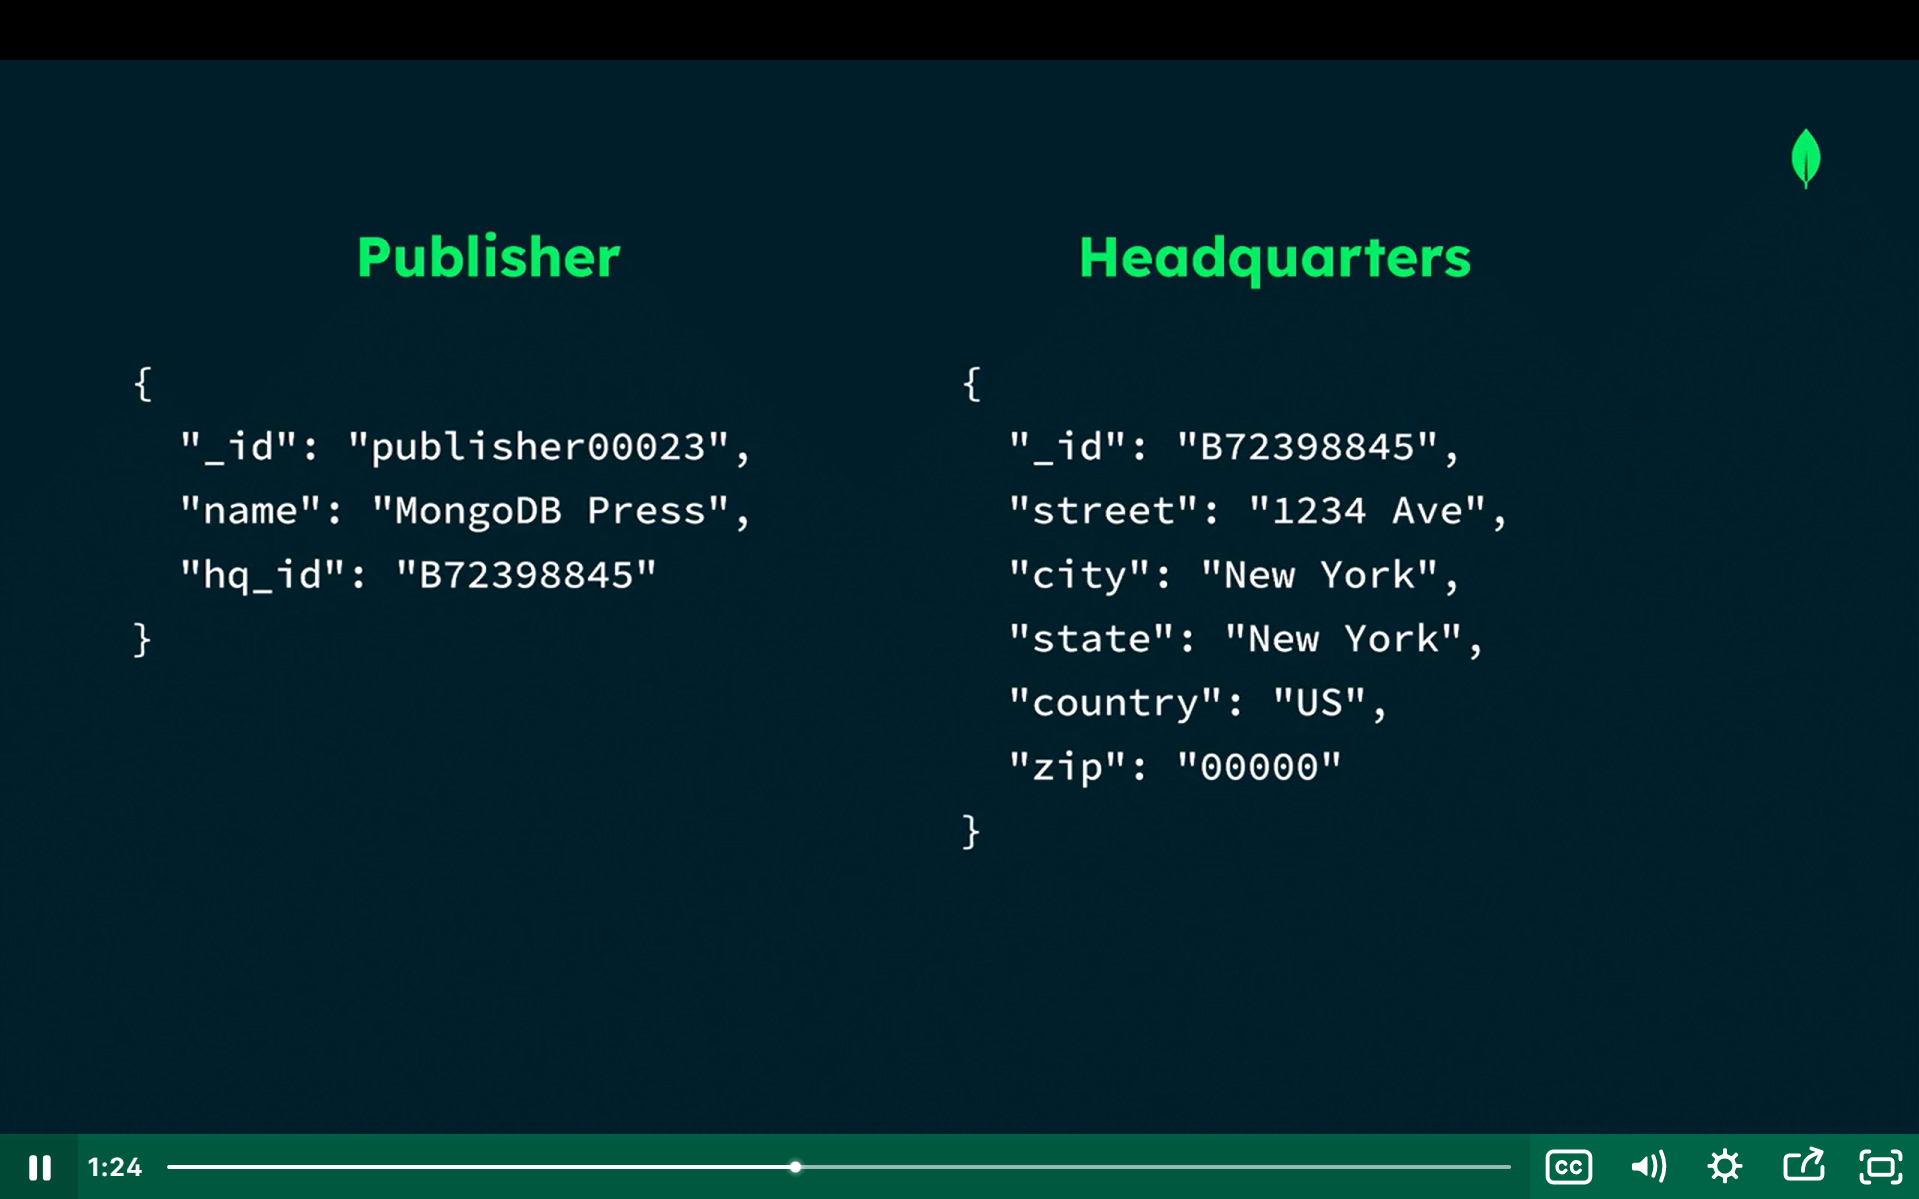 Publisher
{
"_id": "publisher00023",
"name": "MongoDB Press",
"hq_id": "B72398845"
}
Headquarters
{
"_id": "B72398845",
"street": "1234 Ave",
"city": "New York",
"state": "New York",
"country": "US",
"zip": "00000"
}
1:24
CC